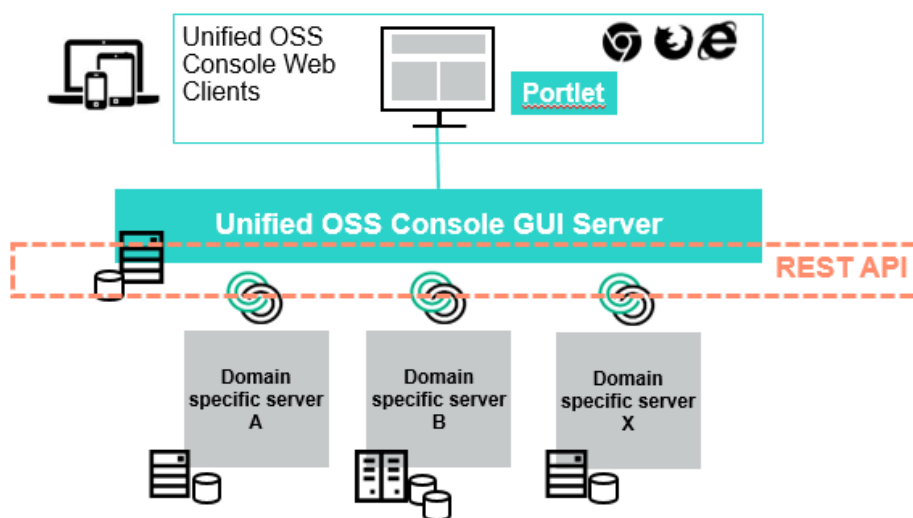 Unified OSS
Console Web
Clients
Portlet
Unified OSS Console GUI Server
REST API
Domain
specific server
A
Domain
specific server
B
Domain
specific server
X